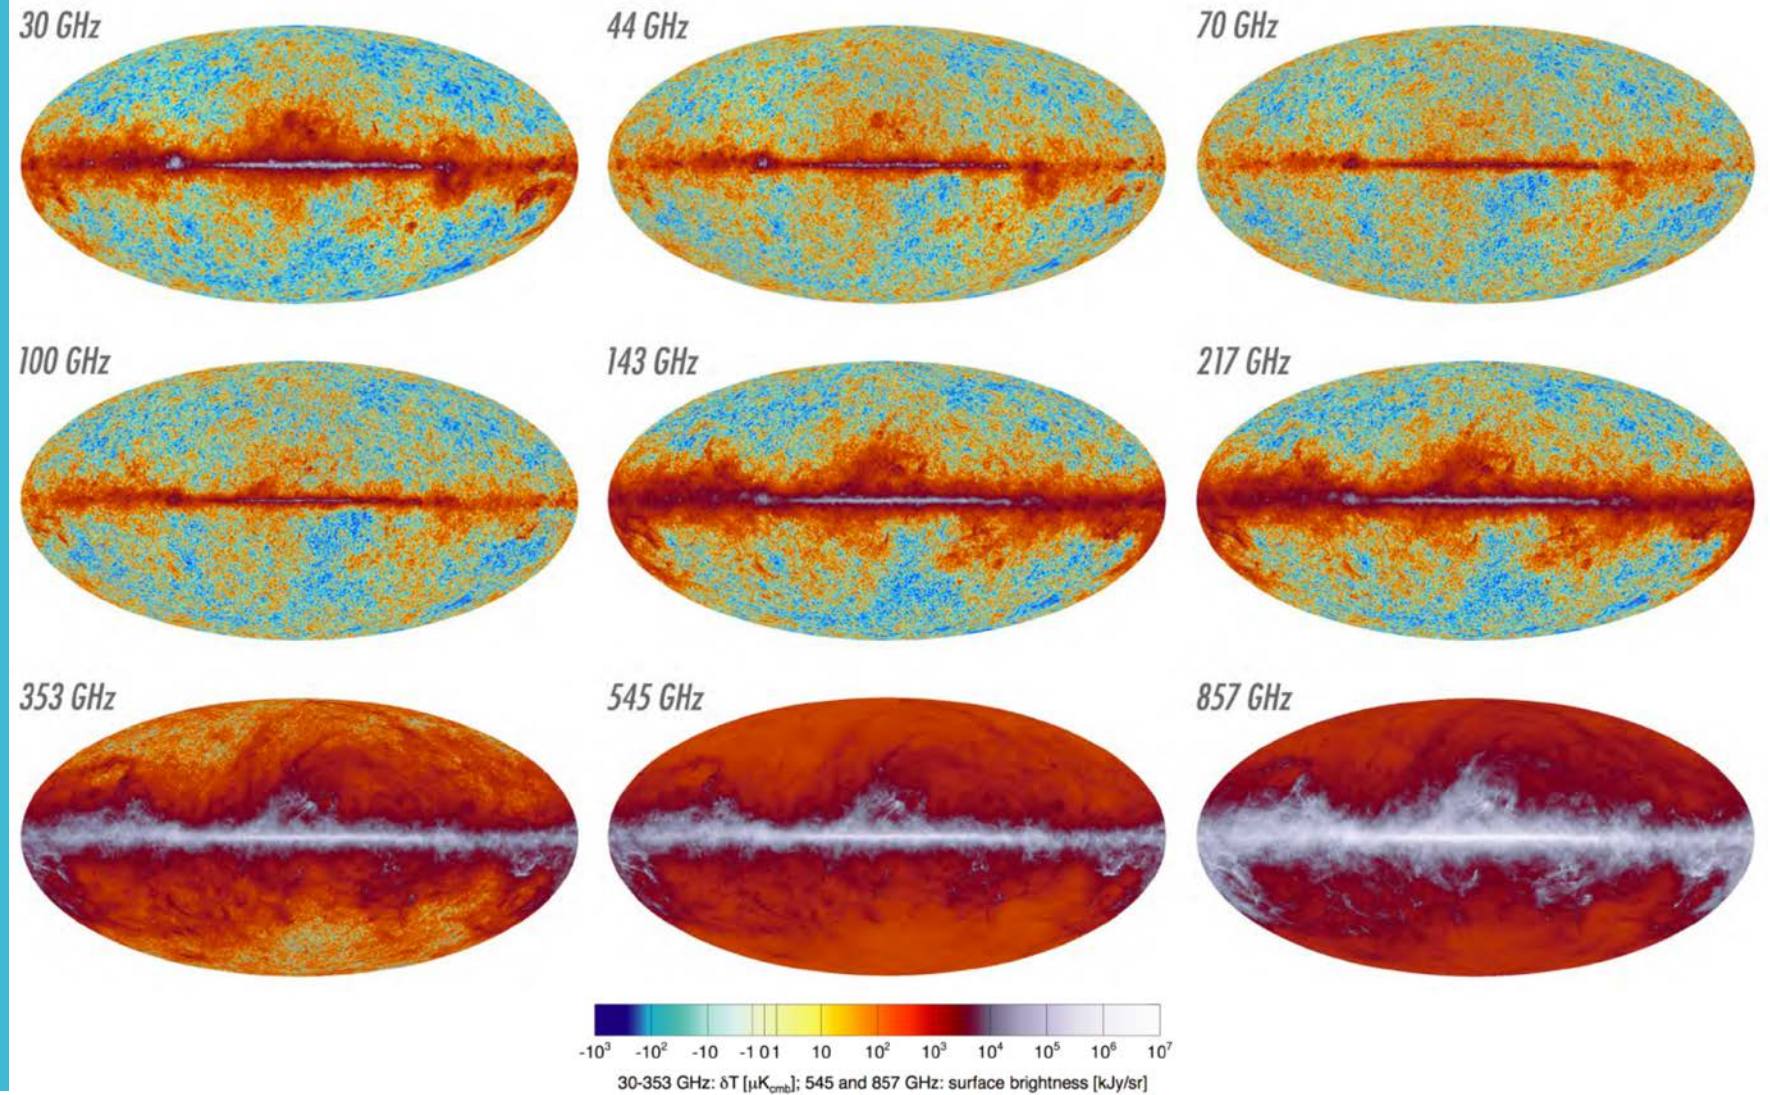 30 GHz 44 GHz 70 GHz
100 GHz 143 GHz 217 GHz
353 GHz 545 GHz 857 GHz
-10³ -10² -10 -1 0 1 10 10² 10³ 10⁴ 10⁵ 10⁶ 10⁷
30-353 GHz: δT [μK_cmb]; 545 and 857 GHz: surface brightness [kJy/sr]